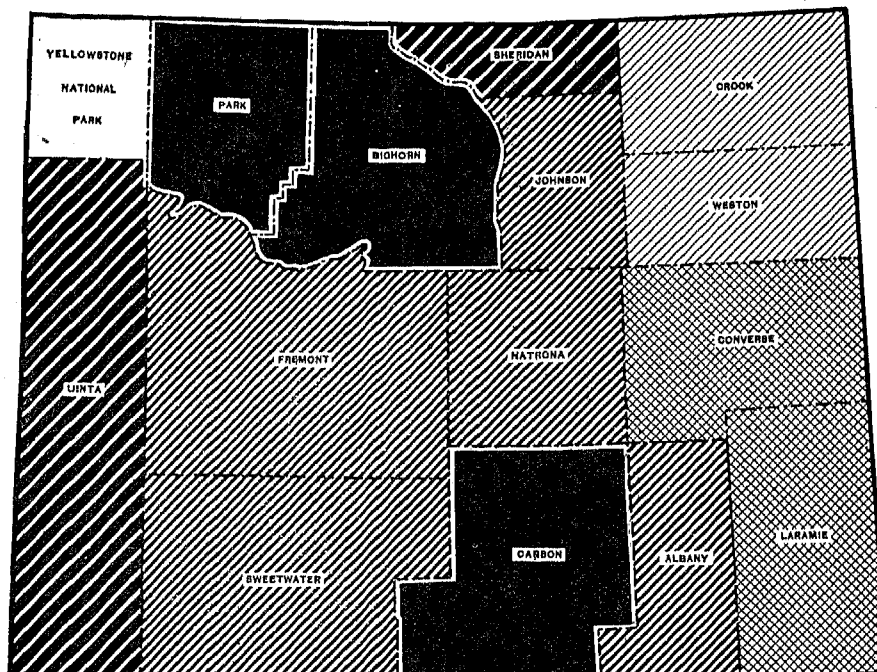 YELLOWSTONE
NATIONAL
PARK
PARK
SHERIDAN
CROOK
BIGHORN
JOHNSON
WESTON
FREMONT
NATRONA
CONVERSE
UINTA
CARBON
ALBANY
LARAMIE
SWEETWATER